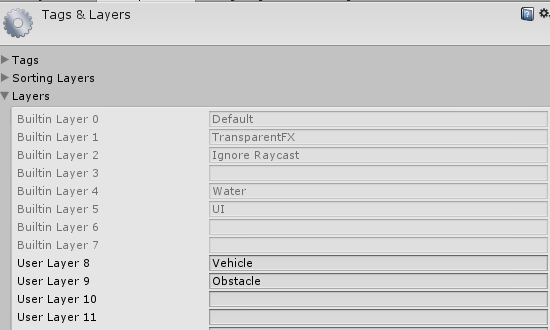 Tags & Layers
Tags
Sorting Layers
Layers
Builtin Layer 0 Default
Builtin Layer 1 TransparentFX
Builtin Layer 2 Ignore Raycast
Builtin Layer 3
Builtin Layer 4 Water
Builtin Layer 5 UI
Builtin Layer 6
Builtin Layer 7
User Layer 8 Vehicle
User Layer 9 Obstacle
User Layer 10
User Layer 11